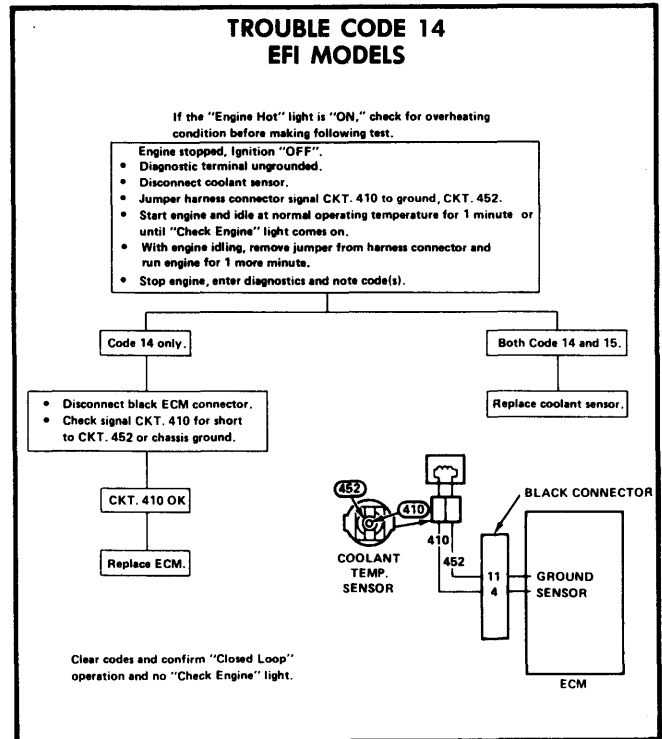 TROUBLE CODE 14
EFI MODELS
If the "Engine Hot" light is "ON," check for overheating
condition before making following test.
Engine stopped, Ignition "OFF".
• Diagnostic terminal ungrounded.
• Disconnect coolant sensor.
• Jumper harness connector signal CKT. 410 to ground, CKT. 452.
• Start engine and idle at normal operating temperature for 1 minute or
until "Check Engine" light comes on.
• With engine idling, remove jumper from harness connector and
run engine for 1 more minute.
• Stop engine, enter diagnostics and note code(s).
Code 14 only.
Both Code 14 and 15.
• Disconnect black ECM connector.
• Check signal CKT. 410 for short
to CKT. 452 or chassis ground.
Replace coolant sensor.
CKT. 410 OK
Replace ECM.
452
410
BLACK CONNECTOR
410
452
COOLANT
TEMP.
SENSOR
11 GROUND
4 SENSOR
ECM
Clear codes and confirm "Closed Loop"
operation and no "Check Engine" light.